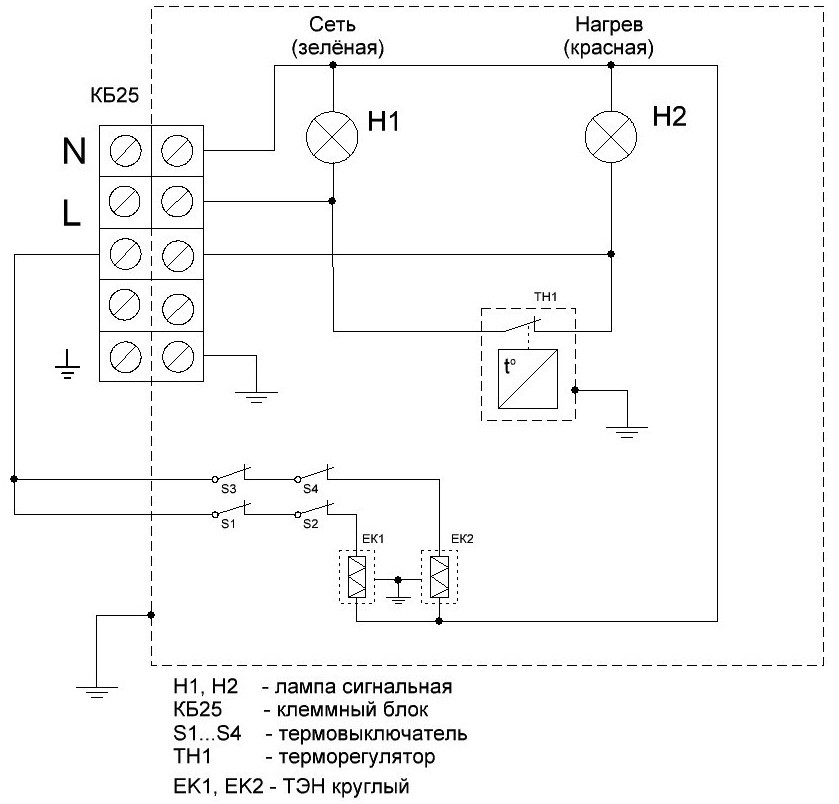 Сеть
(зелёная)
Нагрев
(красная)
КБ25
N
H1
H2
L
TH1
t°
S3
S4
S1
S2
EK1
EK2
H1, H2 - лампа сигнальная
КБ25 - клеммный блок
S1...S4 - термовыключатель
TH1 - терморегулятор
EK1, EK2 - ТЭН круглый